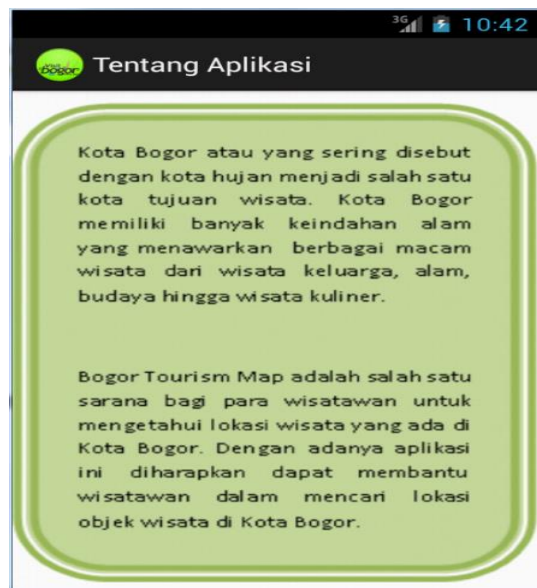 3G 10:42
visit bogor Tentang Aplikasi
Kota Bogor atau yang sering disebut
dengan kota hujan menjadi salah satu
kota tujuan wisata. Kota Bogor
memiliki banyak keindahan alam
yang menawarkan berbagai macam
wisata dari wisata keluarga, alam,
budaya hingga wisata kuliner.
Bogor Tourism Map adalah salah satu
sarana bagi para wisatawan untuk
mengetahui lokasi wisata yang ada di
Kota Bogor. Dengan adanya aplikasi
ini diharapkan dapat membantu
wisatawan dalam mencari lokasi
objek wisata di Kota Bogor.